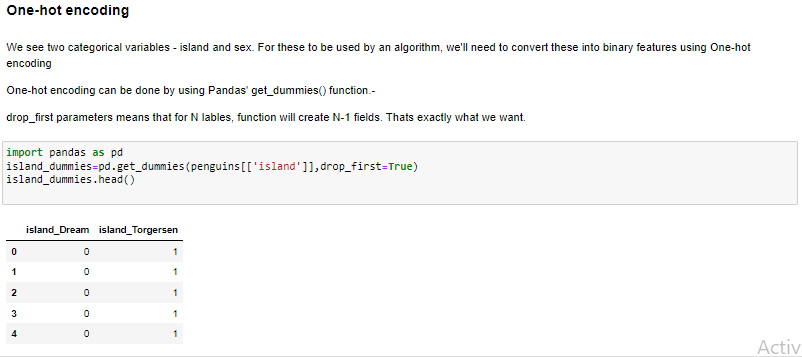 One-hot encoding
We see two categorical variables - island and sex. For these to be used by an algorithm, we'll need to convert these into binary features using One-hot
encoding
One-hot encoding can be done by using Pandas' get_dummies() function.-
drop_first parameters means that for N lables, function will create N-1 fields. Thats exactly what we want.
import pandas as pd
island_dummies=pd.get_dummies(penguins[['island']],drop_first=True)
island_dummies.head()
island_Dream island_Torgersen
0 0 1
1 0 1
2 0 1
3 0 1
4 0 1
Activ